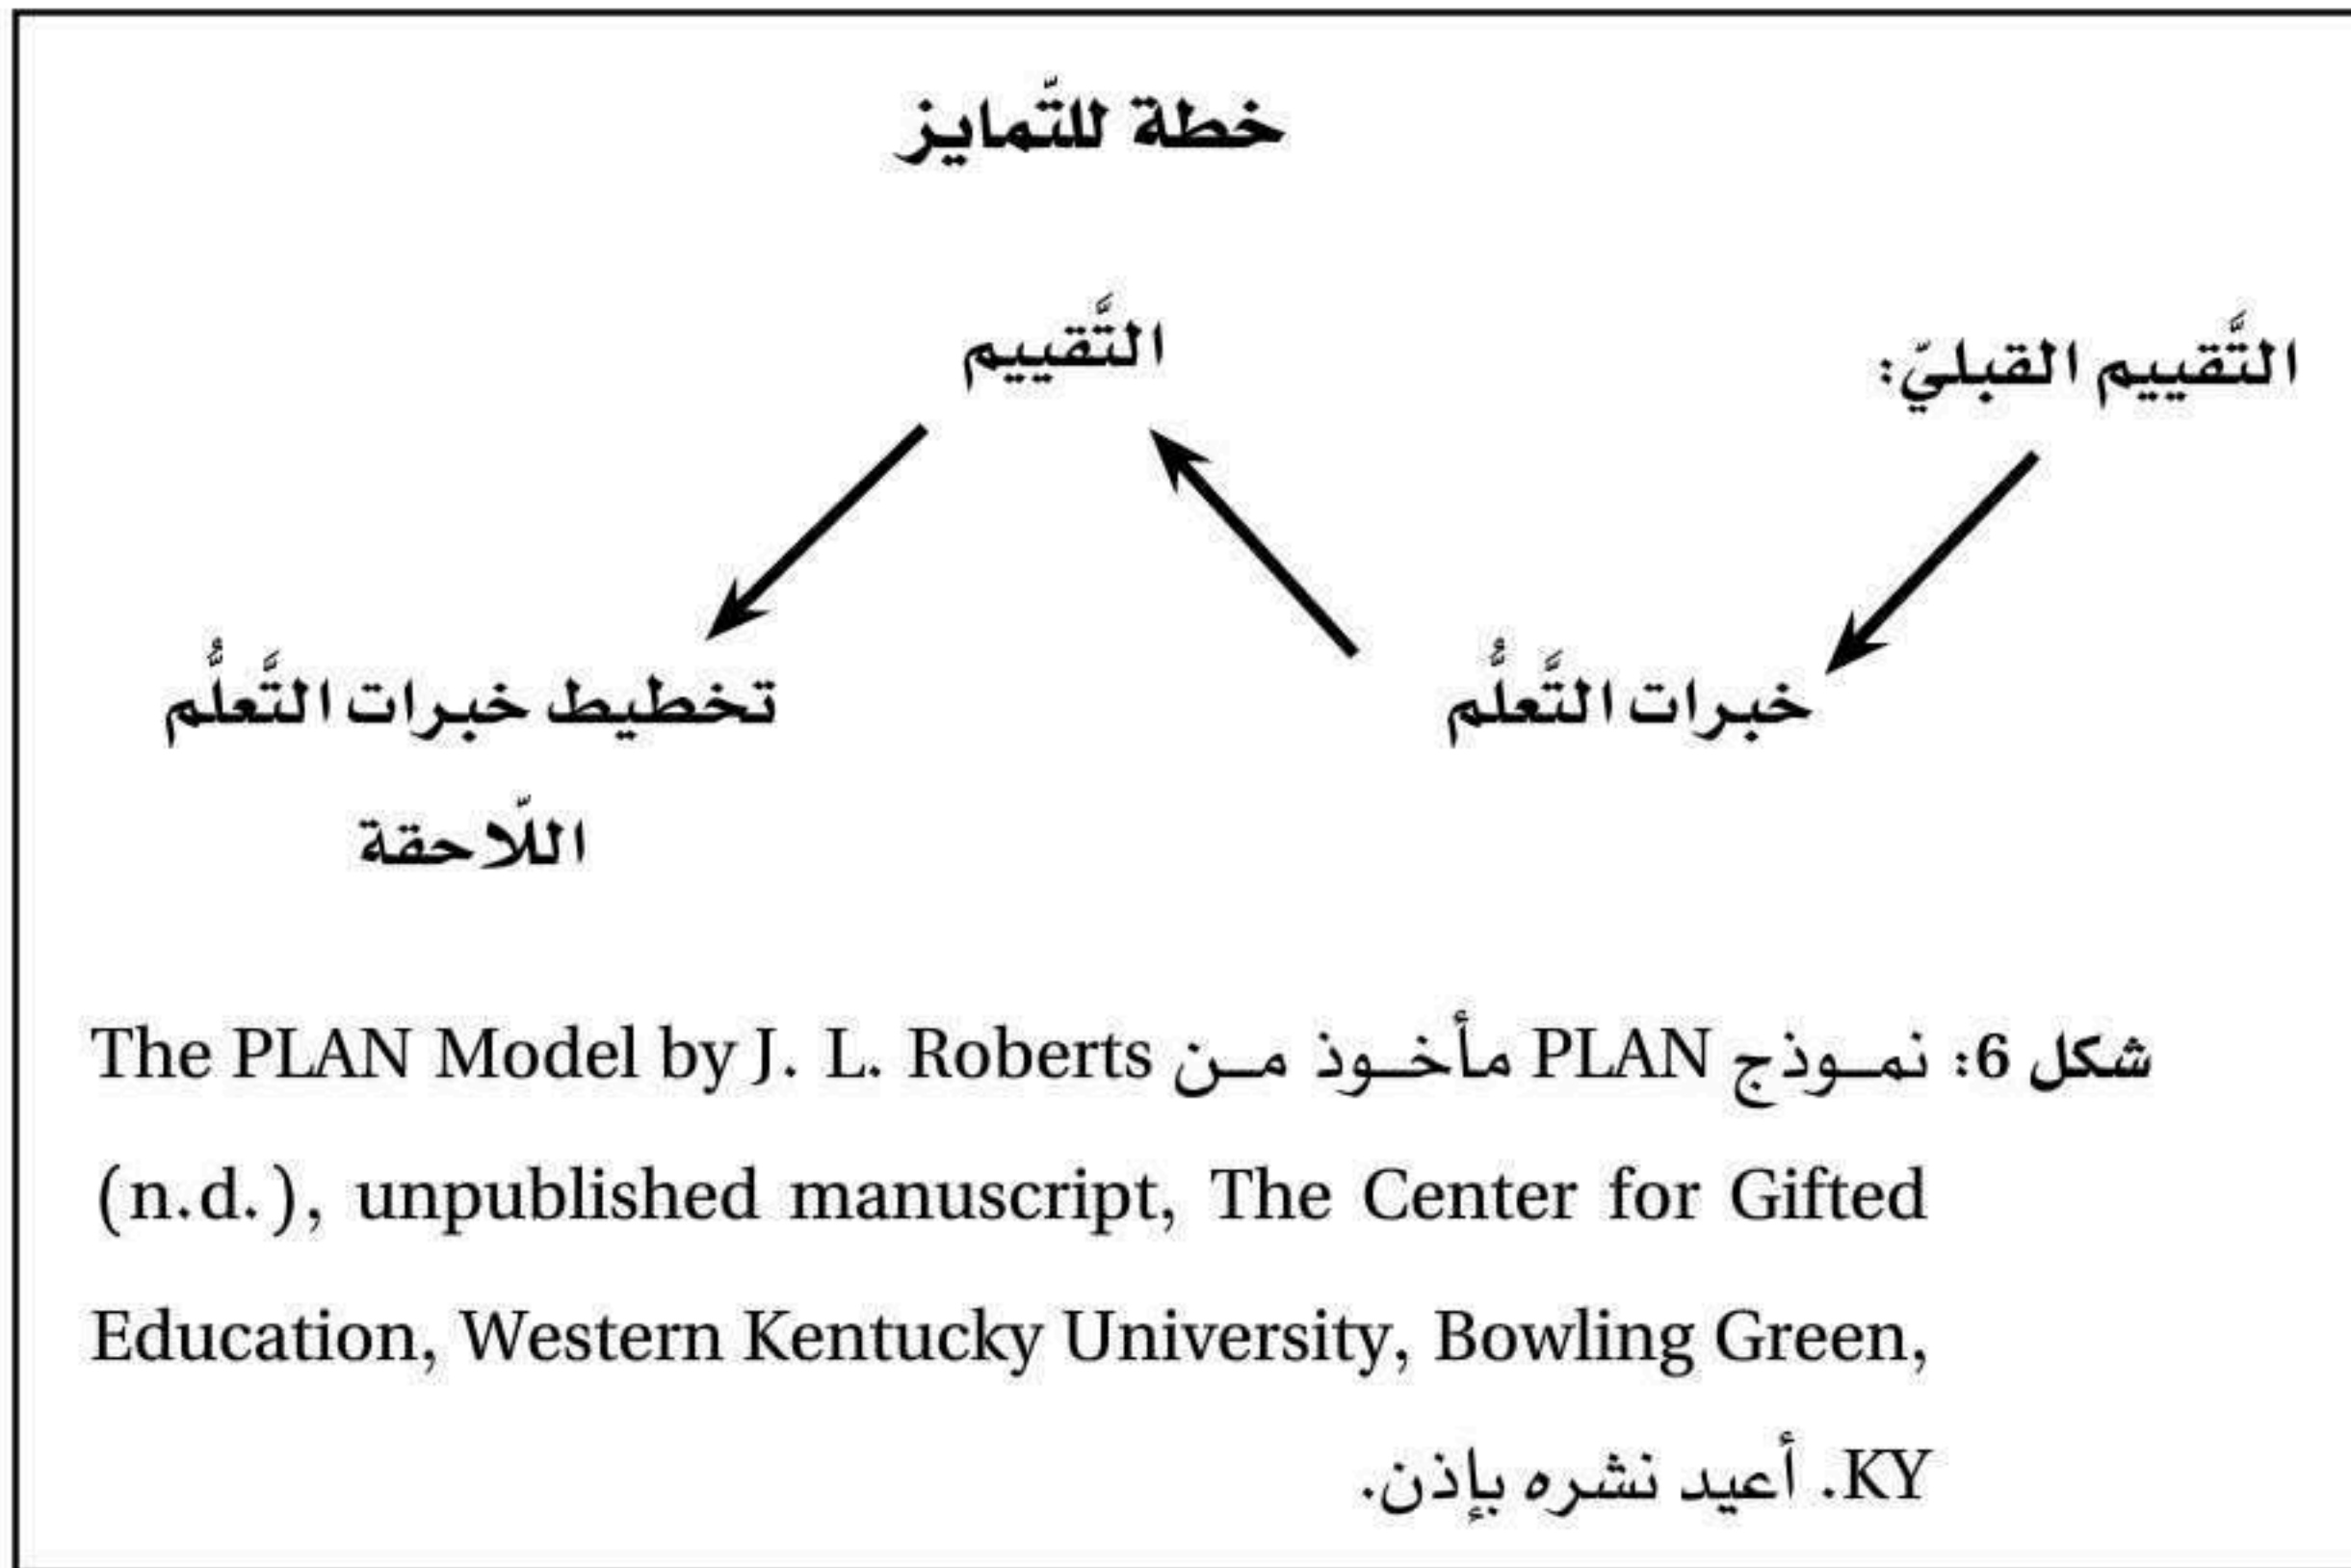 خطة للتّمايز
التَّقييم القبليّ:
التَّقييم
خبرات التَّعلُّم
تخطيط خبرات التَّعلُّم
اللّاحقة
شكل 6: نمـوذج PLAN مأخـوذ مـن The PLAN Model by J. L. Roberts
(n.d.), unpublished manuscript, The Center for Gifted
Education, Western Kentucky University, Bowling Green,
KY. أعيد نشره بإذن.